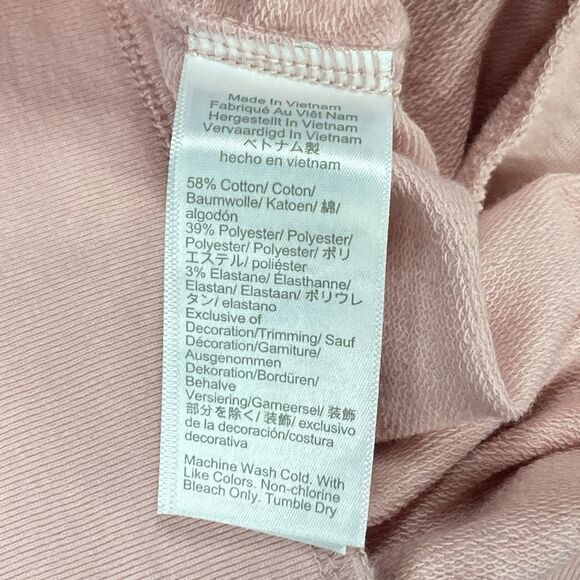 Made In Vietnam
Fabriqué Au Viêt Nam
Hergestellt In Vietnam
Vervaardigd In Vietnam
ベトナム製
hecho en vietnam
58% Cotton/ Coton/
Baumwolle/ Katoen/ 綿/
algodón
39% Polyester/ Polyester/
Polyester/ Polyester/ ポリ
エステル/ poliéster
3% Elastane/ Élasthanne/
Elastan/ Elastaan/ ポリウレ
タン/ elastano
Exclusive of
Decoration/Trimming/ Sauf
Décoration/Garniture/
Ausgenommen
Dekoration/Bordüren/
Behalve
Versiering/Garneersel/ 装飾
部分を除く/ 装飾/ exclusivo
de la decoración/costura
decorativa
Machine Wash Cold. With
Like Colors. Non-chlorine
Bleach Only. Tumble Dry